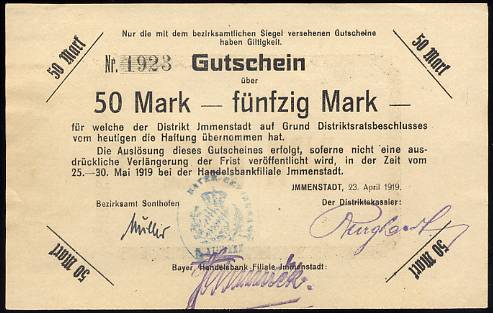 Nur die mit dem bezirksamtlichen Siegel versehenen Gutscheine
haben Giltigkeit.
50 Mark
50 Mark
Nr. 1923 Gutschein
über
50 Mark — fünfzig Mark —
für welche der Distrikt Jmmenstadt auf Grund Distriktsratsbeschlusses
vom heutigen die Haftung übernommen hat.
Die Auslösung dieses Gutscheines erfolgt, soferne nicht eine aus-
drückliche Verlängerung der Frist veröffentlicht wird, in der Zeit vom
25.—30. Mai 1919 bei der Handelsbankfiliale Jmmenstadt.
JMMENSTADT, 23. April 1919.
Bezirksamt Sonthofen
Der Distriktskassier:
Müller
50 Mark
50 Mark
Bayer. Handelsbank Filiale Jmmenstadt: